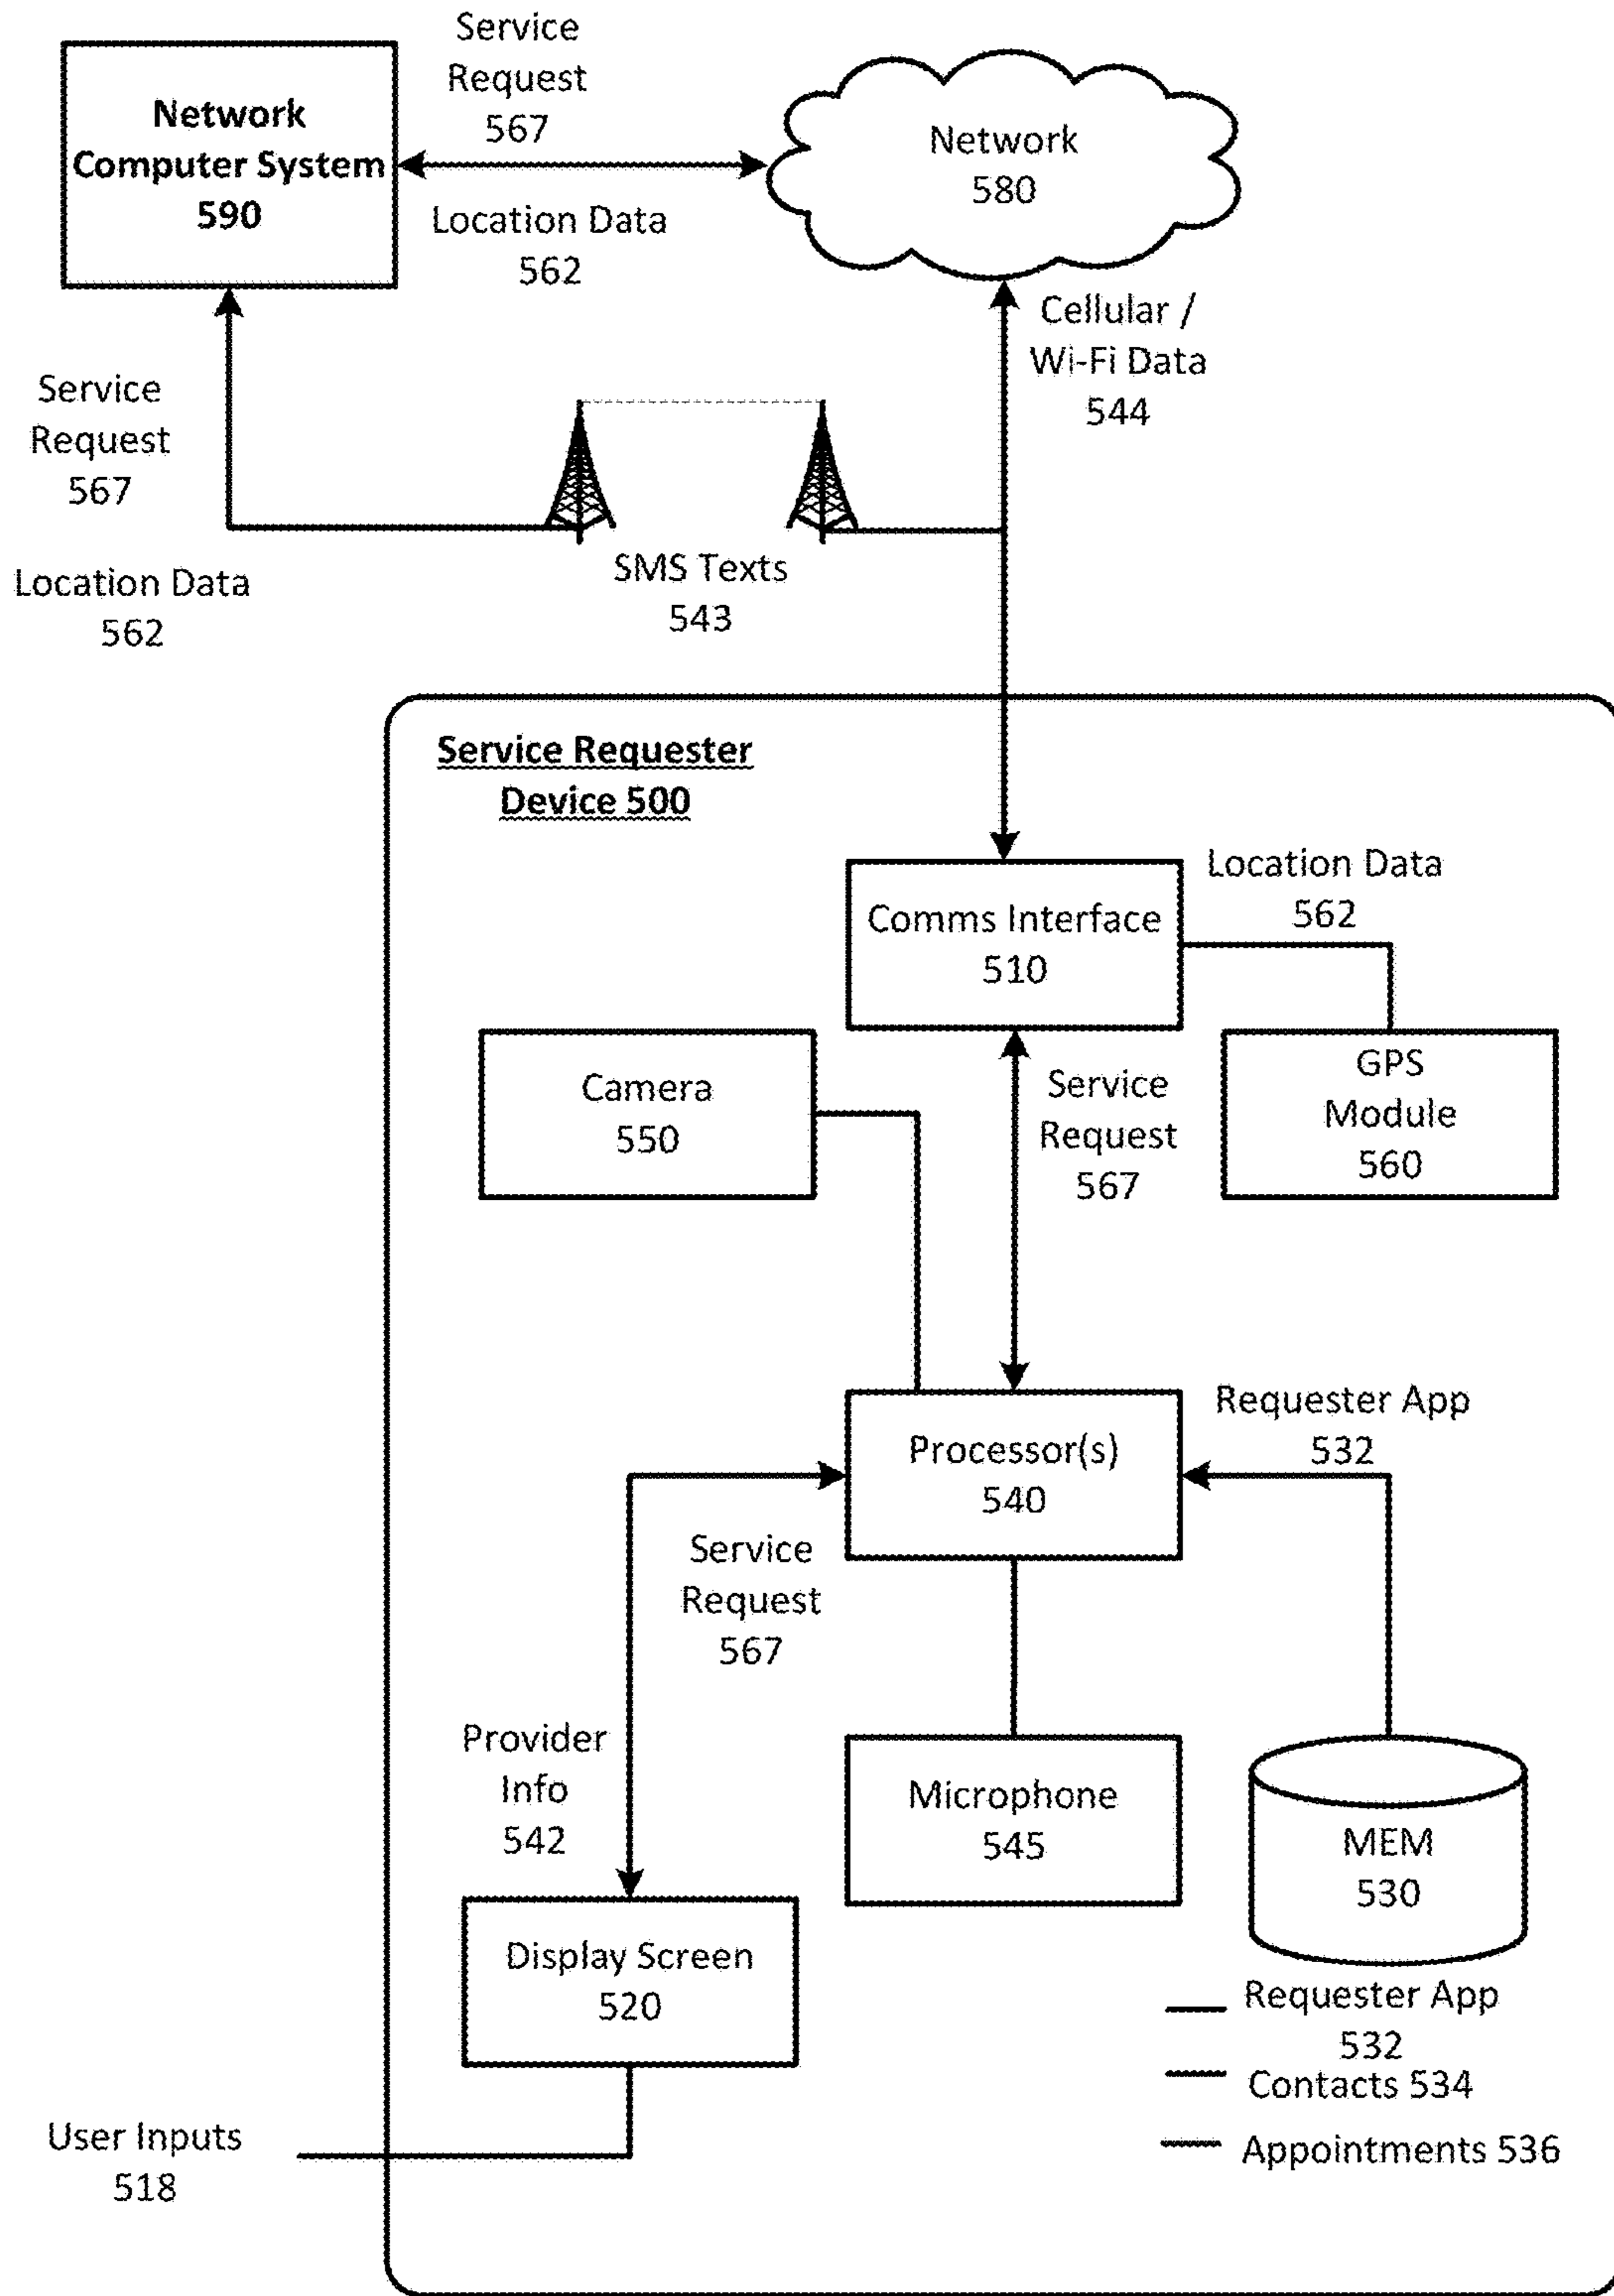 Service
Request
567
Network
Computer System
590
Network
580
Location Data
562
Cellular /
Wi-Fi Data
544
Service
Request
567
SMS Texts
543
Location Data
562
Service Requester
Device 500
Location Data
562
Comms Interface
510
Camera
550
Service
Request
567
GPS
Module
560
Requester App
532
Processor(s)
540
Service
Request
567
Provider
Info
542
Microphone
545
MEM
530
Display Screen
520
Requester App
532
Contacts 534
Appointments 536
User Inputs
518